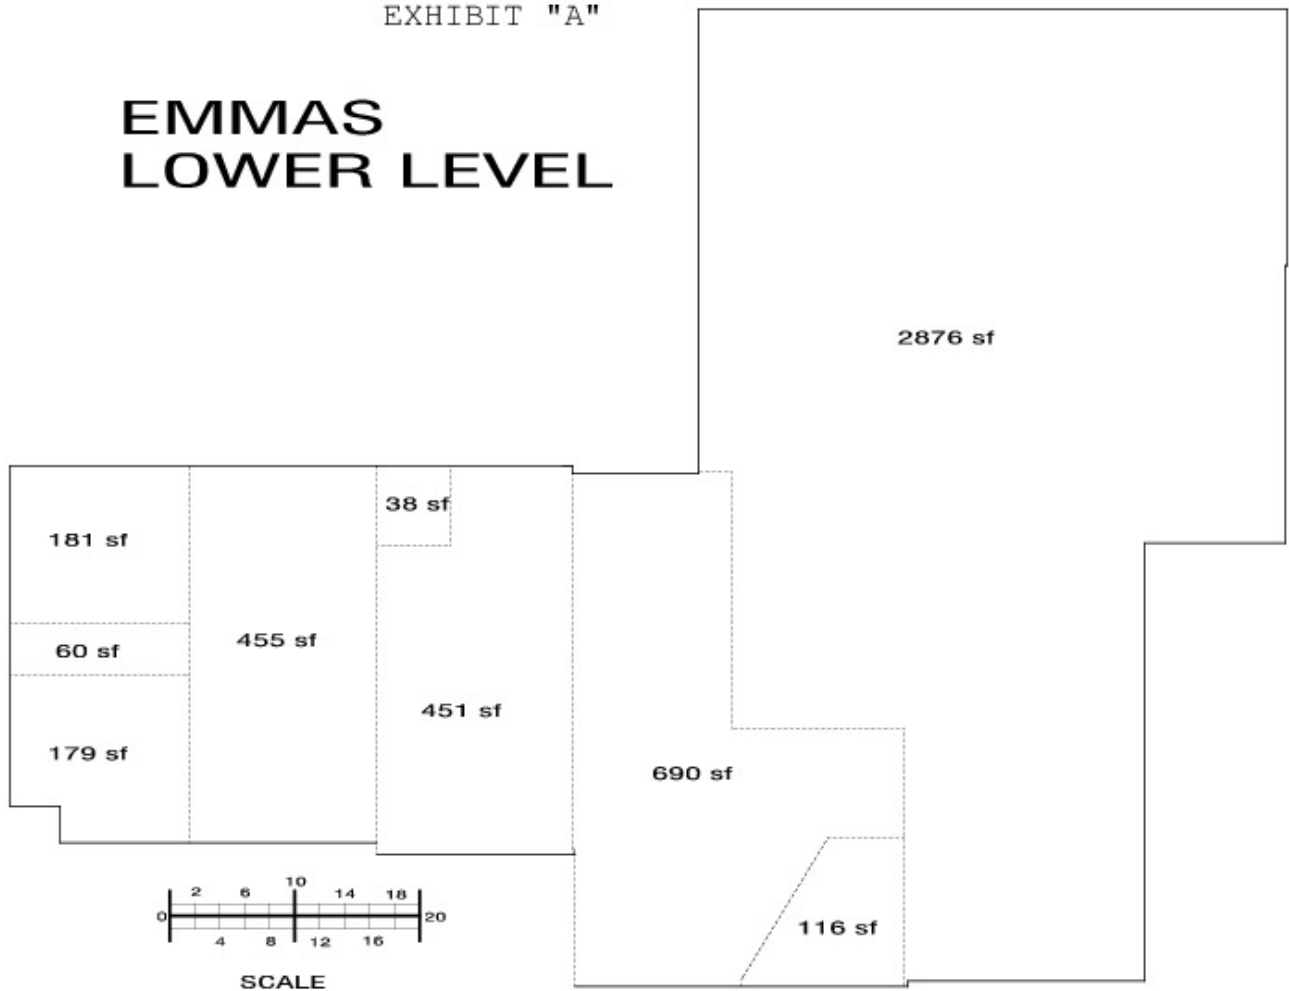 EXHIBIT "A"
EMMAS
LOWER LEVEL
2876 sf
38 sf
181 sf
455 sf
60 sf
451 sf
179 sf
690 sf
116 sf
10
2 6 14 18
0 20
4 8 12 16
SCALE